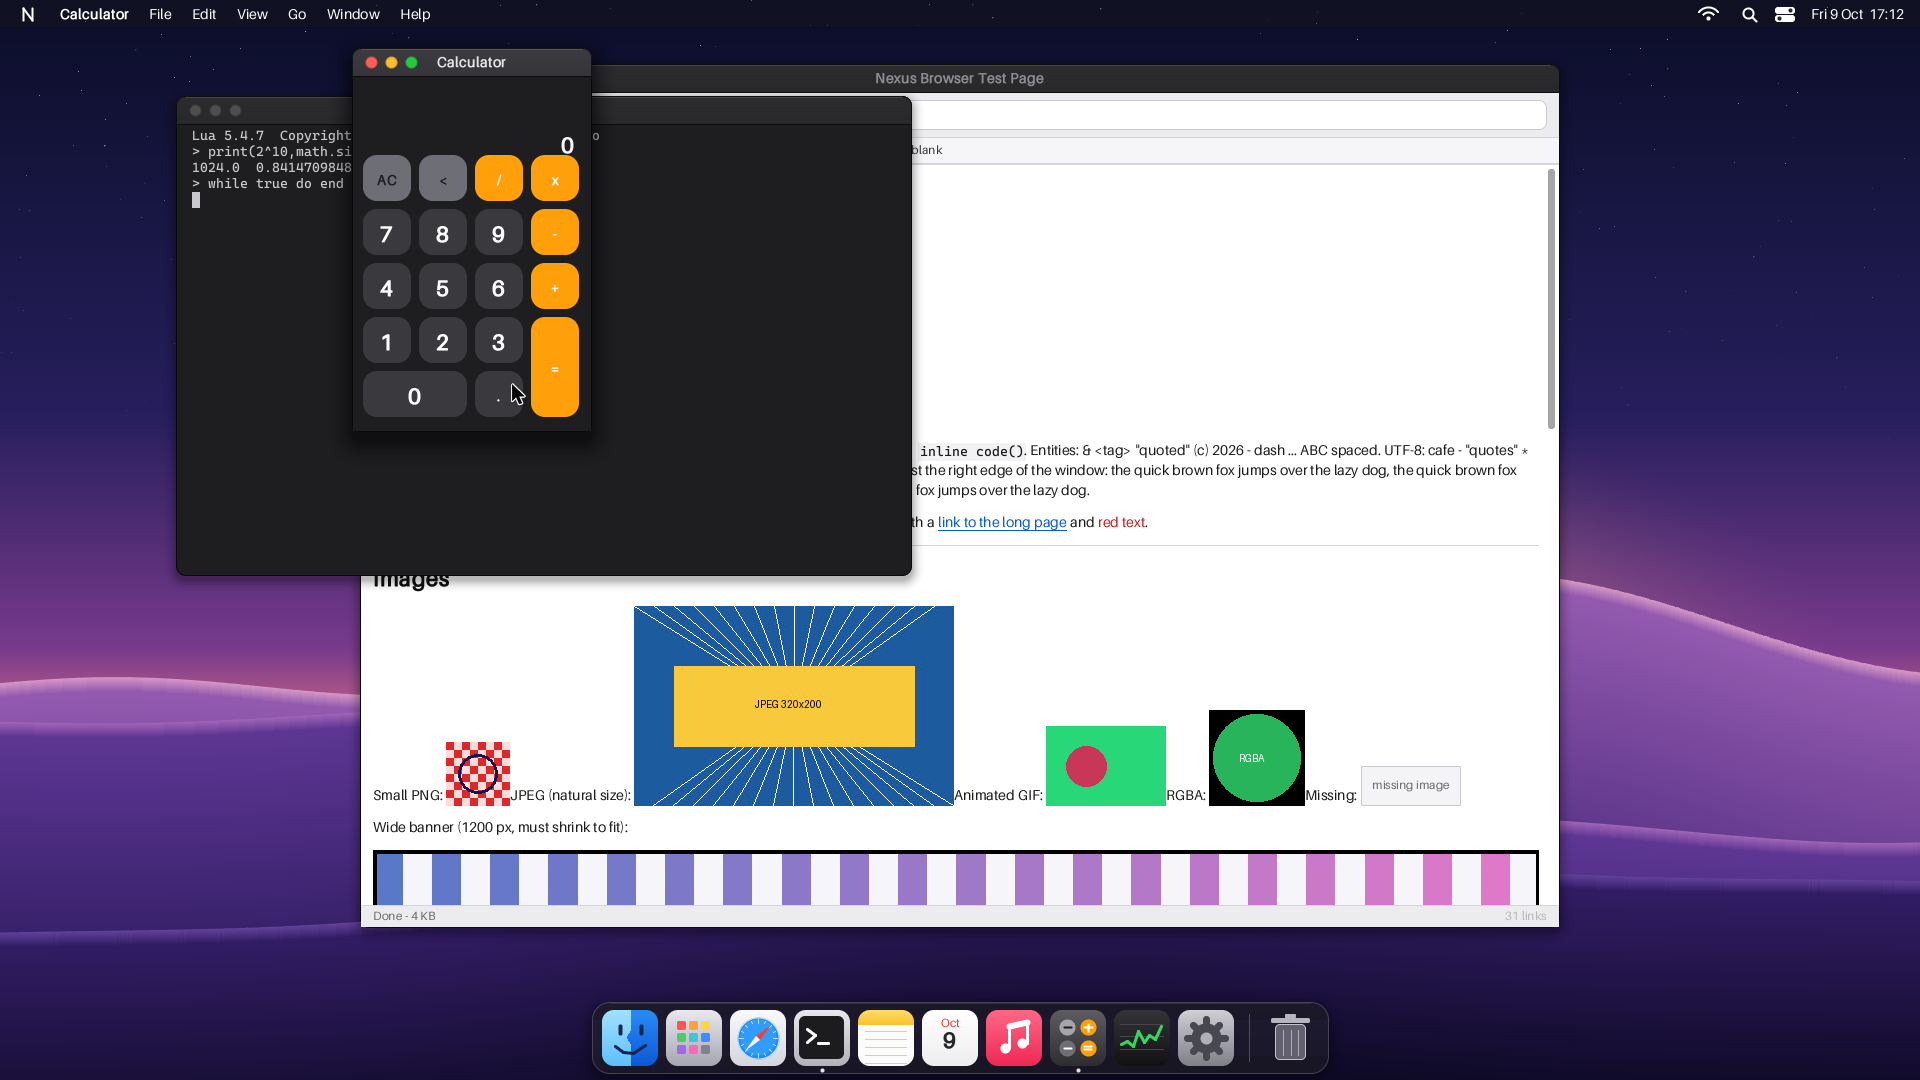 N Calculator File Edit View Go Window Help Fri 9 Oct 17:12
Calculator
Nexus Browser Test Page
Lua 5.4.7 Copyright
> print(2^10,math.si
1024.0 0.8414709848
> while true do end
0
AC < / x
7 8 9 -
4 5 6 +
1 2 3 =
0 .
blank
inline code(). Entities: & <tag> "quoted" (c) 2026 - dash ... ABC spaced. UTF-8: cafe - "quotes" *
st the right edge of the window: the quick brown fox jumps over the lazy dog, the quick brown fox
fox jumps over the lazy dog.
th a link to the long page and red text.
Images
JPEG 320x200
RGBA
missing image
Small PNG: JPEG (natural size): Animated GIF: RGBA: Missing:
Wide banner (1200 px, must shrink to fit):
Done - 4 KB 31 links
Oct
9